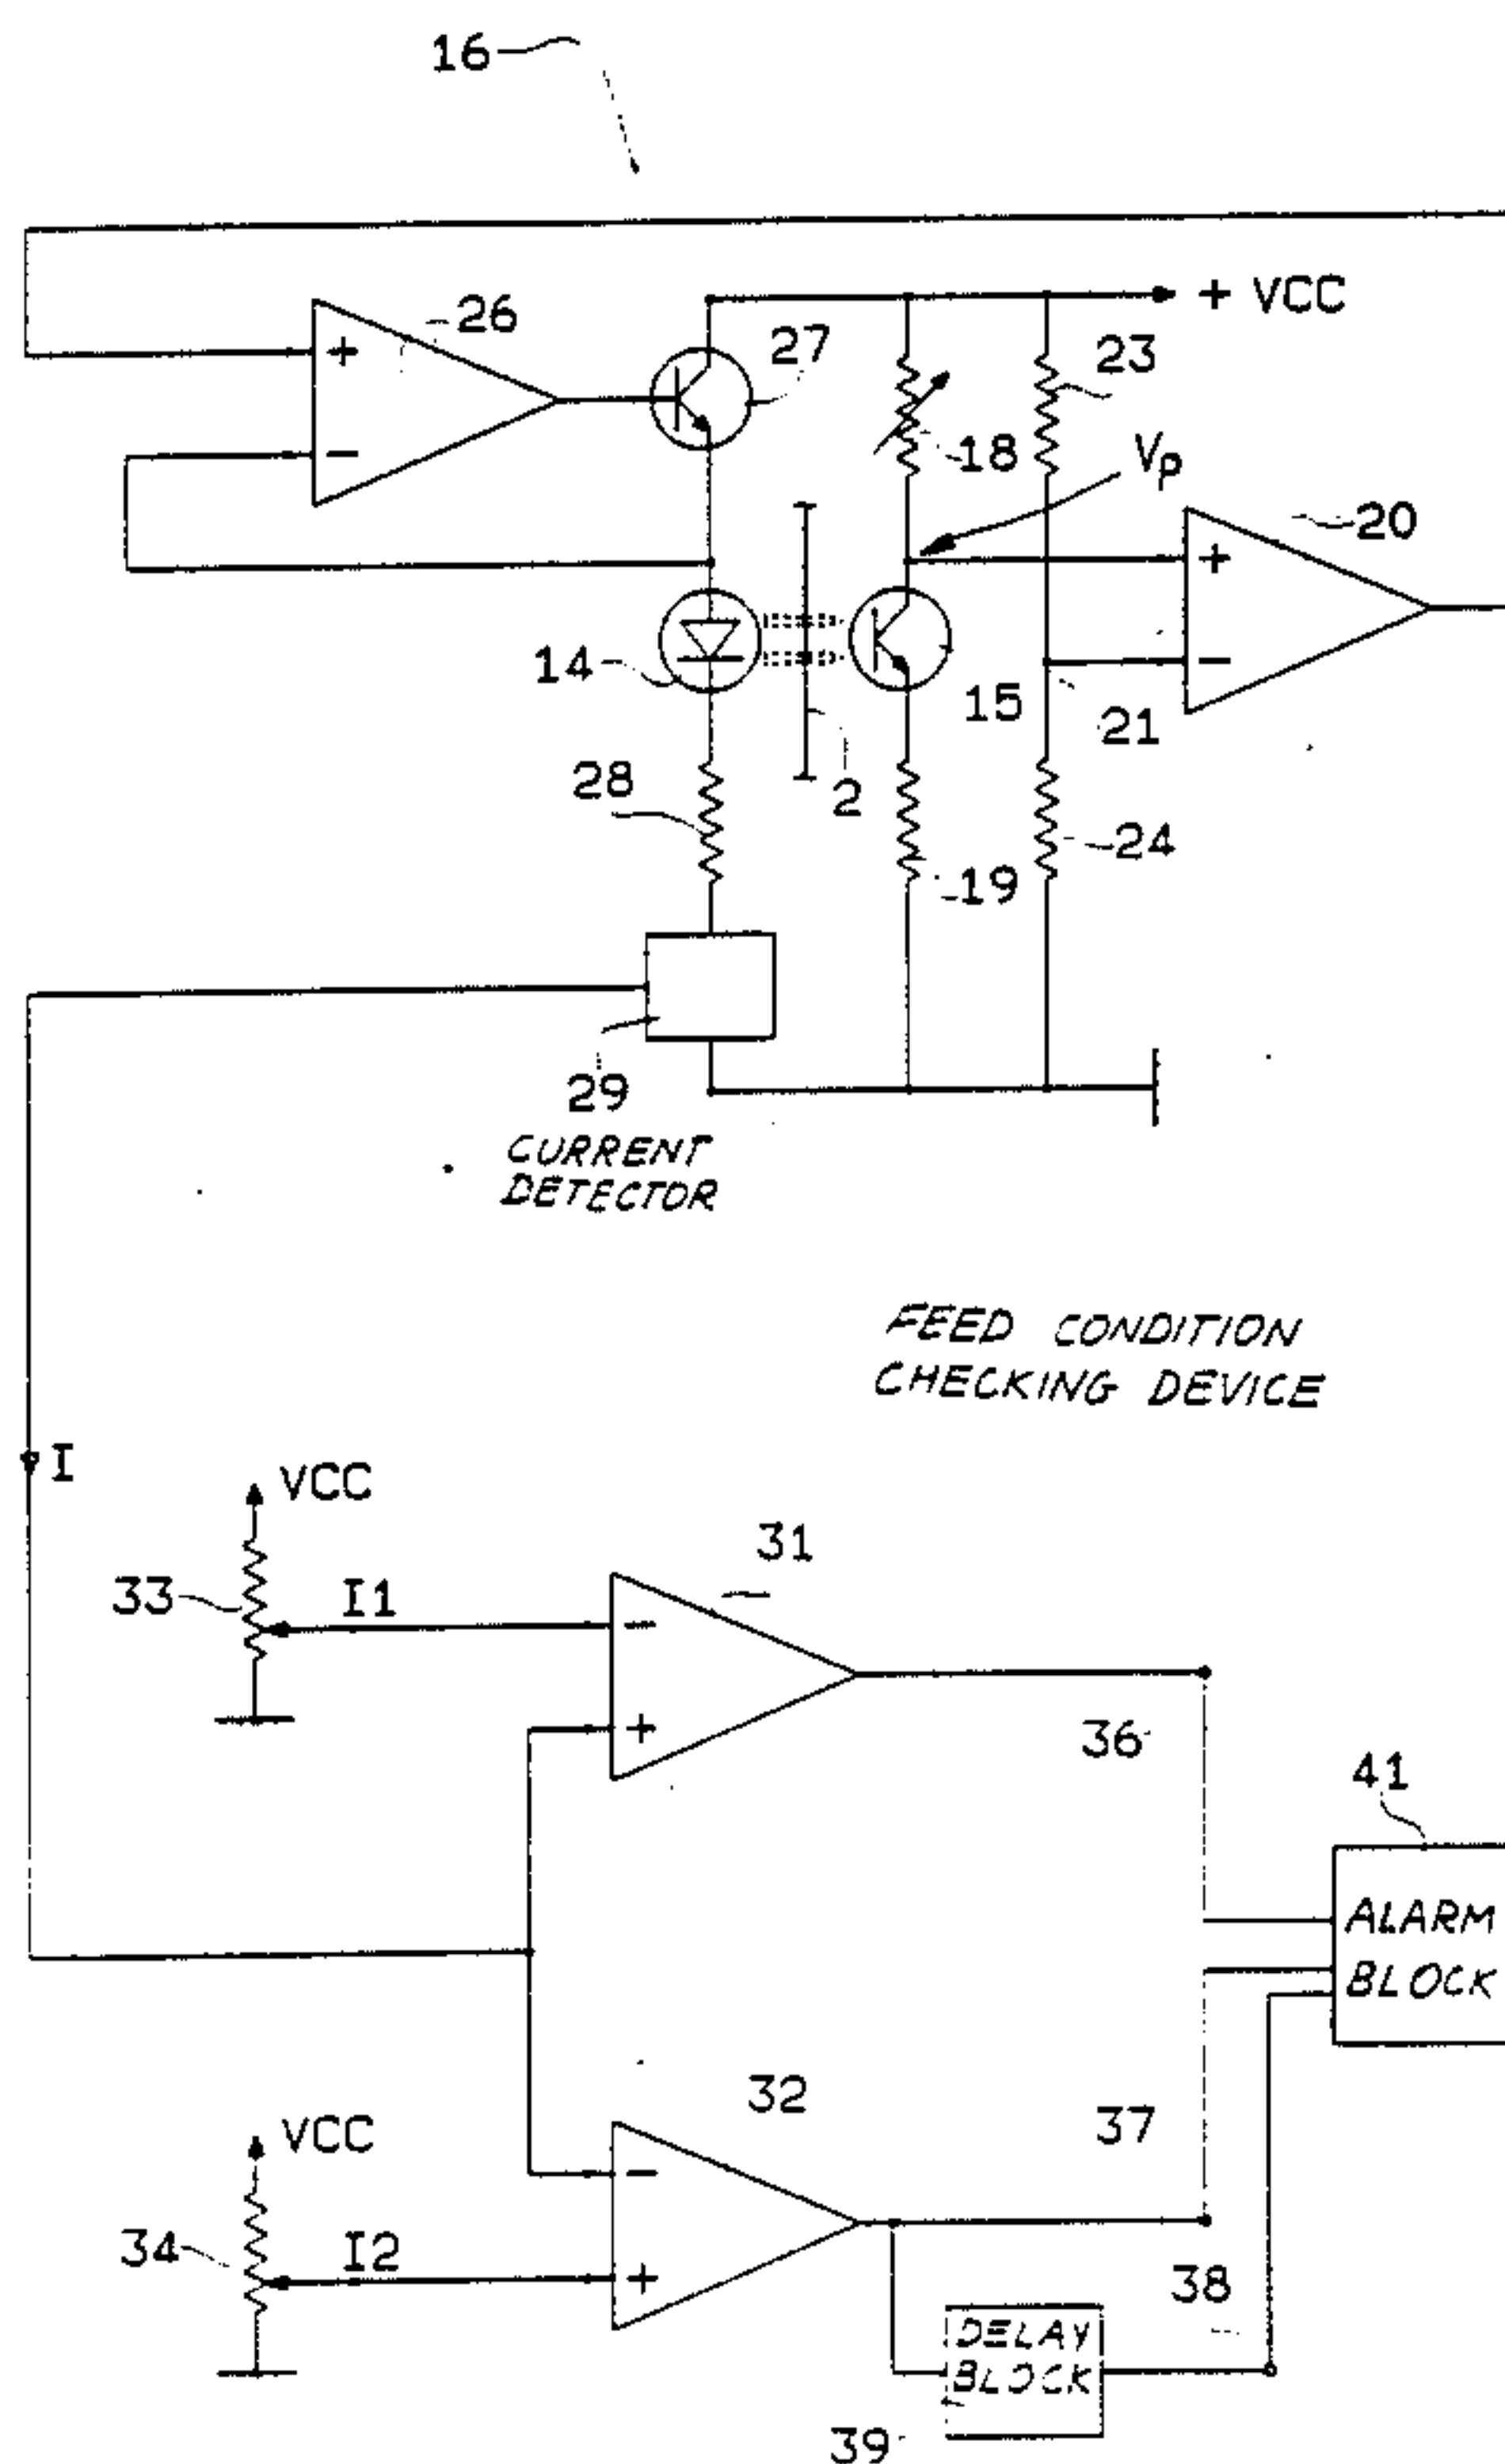 16
+ VCC
26
27
23
18
Vp
20
+
-
+
-
14
15
21
28
2
24
19
29
CURRENT
DETECTOR
FEED CONDITION
CHECKING DEVICE
I
VCC
31
33
I1
-
+
36
41
ALARM
BLOCK
32
37
VCC
-
34
I2
+
38
DELAY
BLOCK
39